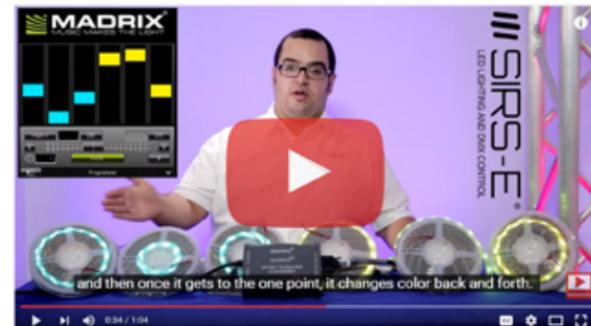 MADRIX®
MUSIC MAKES THE LIGHT
SIRS-E®
LED LIGHTING AND DMX CONTROL
and then once it gets to the one point, it changes color back and forth.
0:34 / 1:04